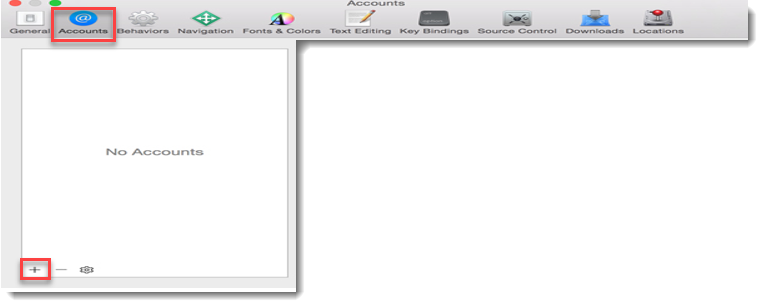 Accounts
General Accounts Behaviors Navigation Fonts & Colors Text Editing Key Bindings Source Control Downloads Locations
No Accounts